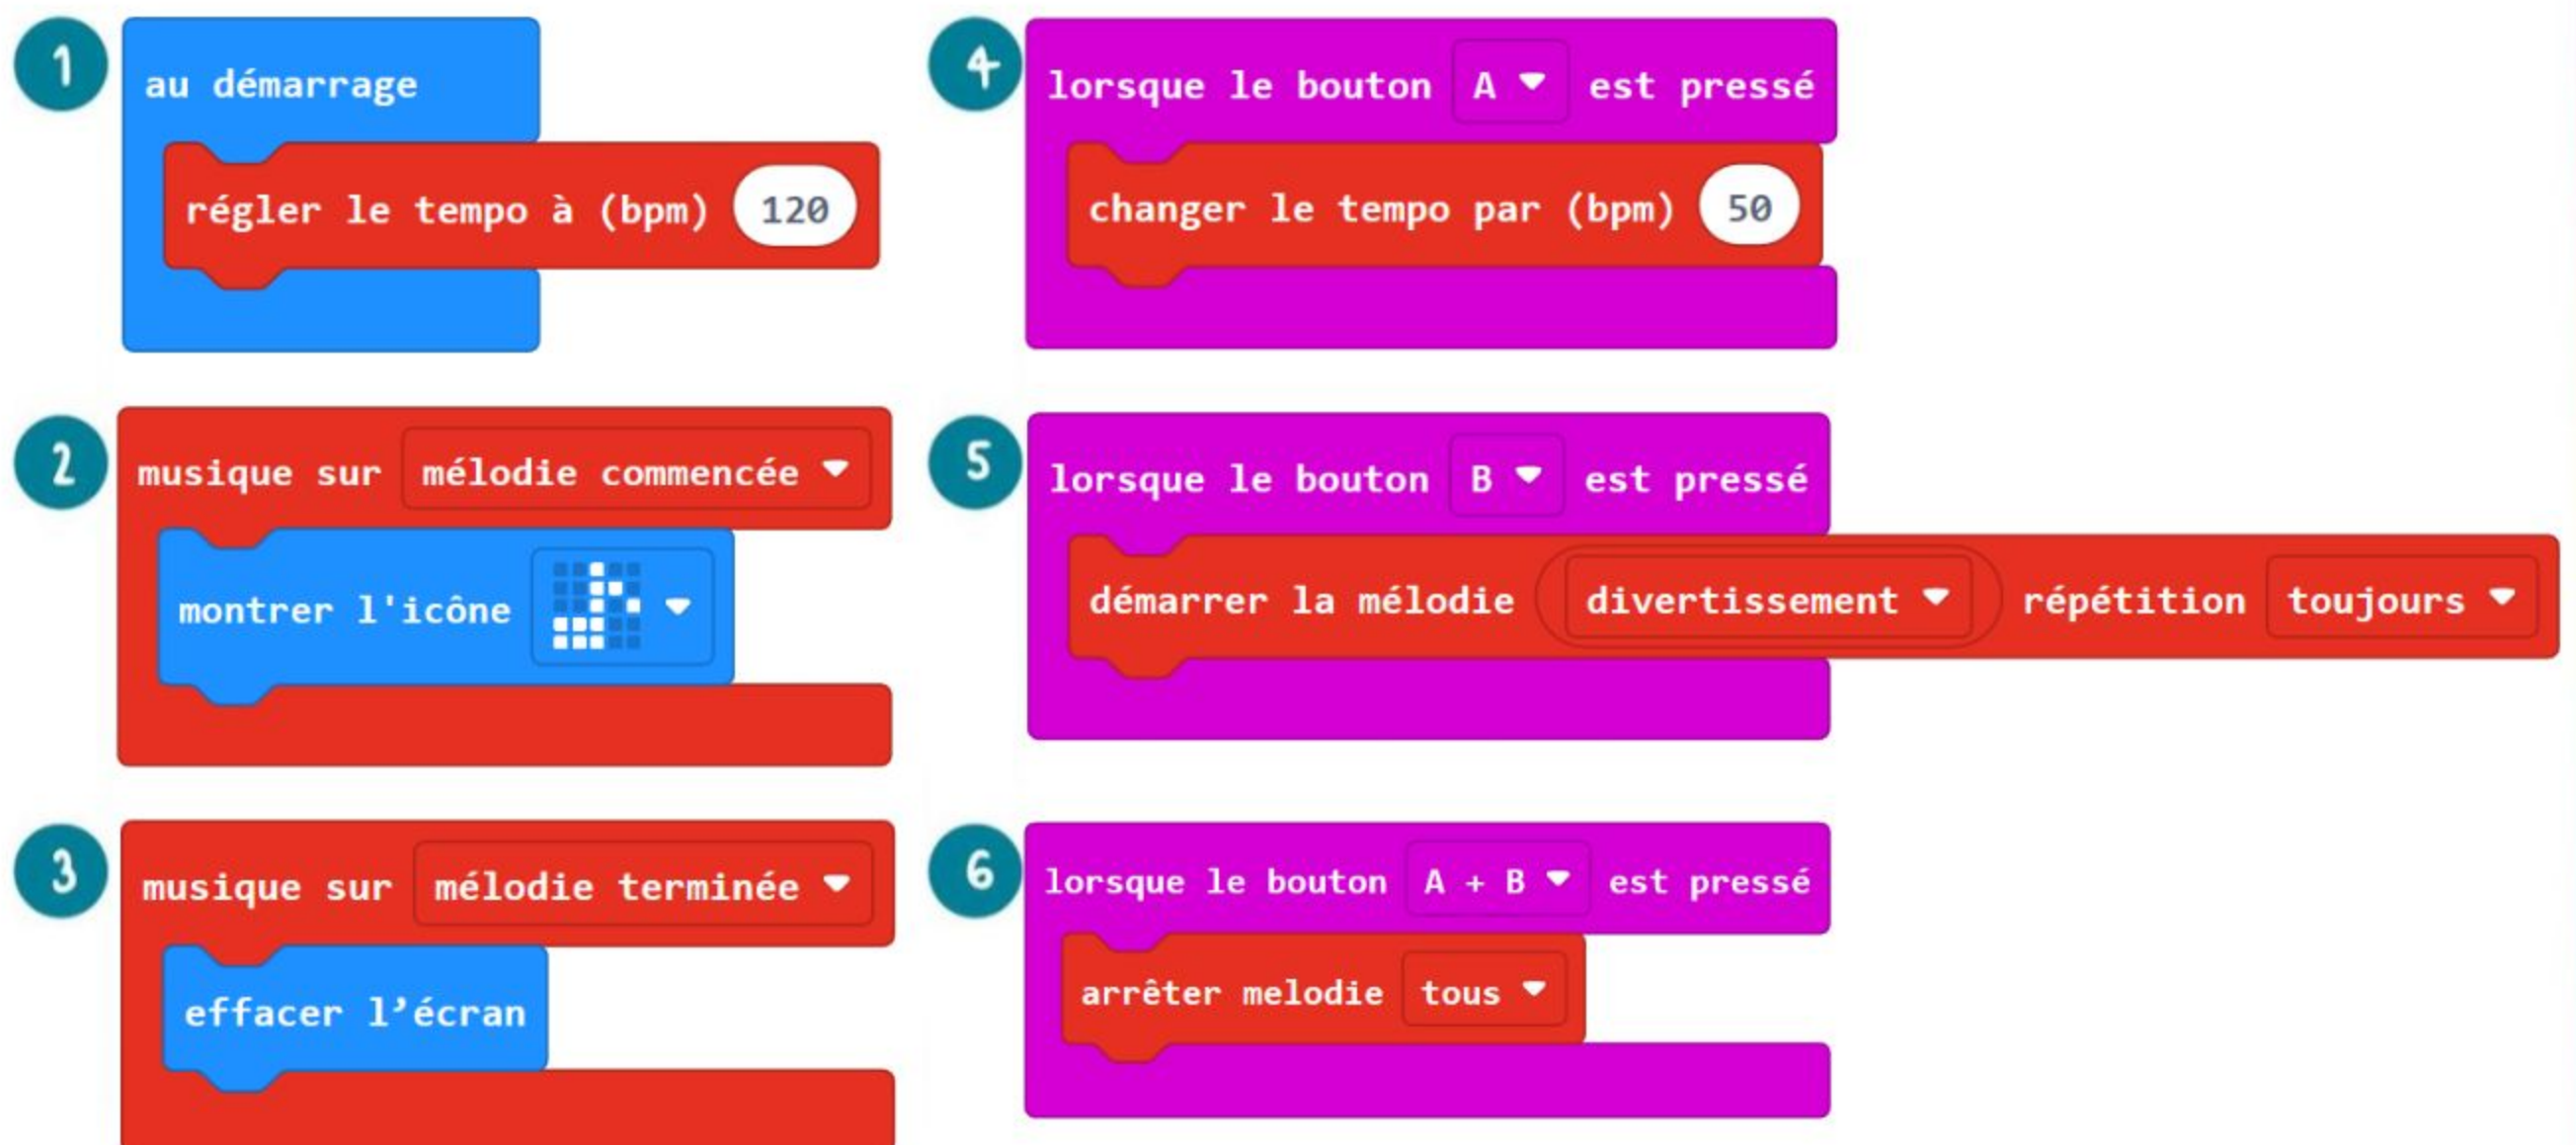 1
au démarrage
régler le tempo à (bpm) 120
2
musique sur mélodie commencée
montrer l'icône
3
musique sur mélodie terminée
effacer l’écran
4
lorsque le bouton A est pressé
changer le tempo par (bpm) 50
5
lorsque le bouton B est pressé
démarrer la mélodie divertissement répétition toujours
6
lorsque le bouton A + B est pressé
arrêter melodie tous